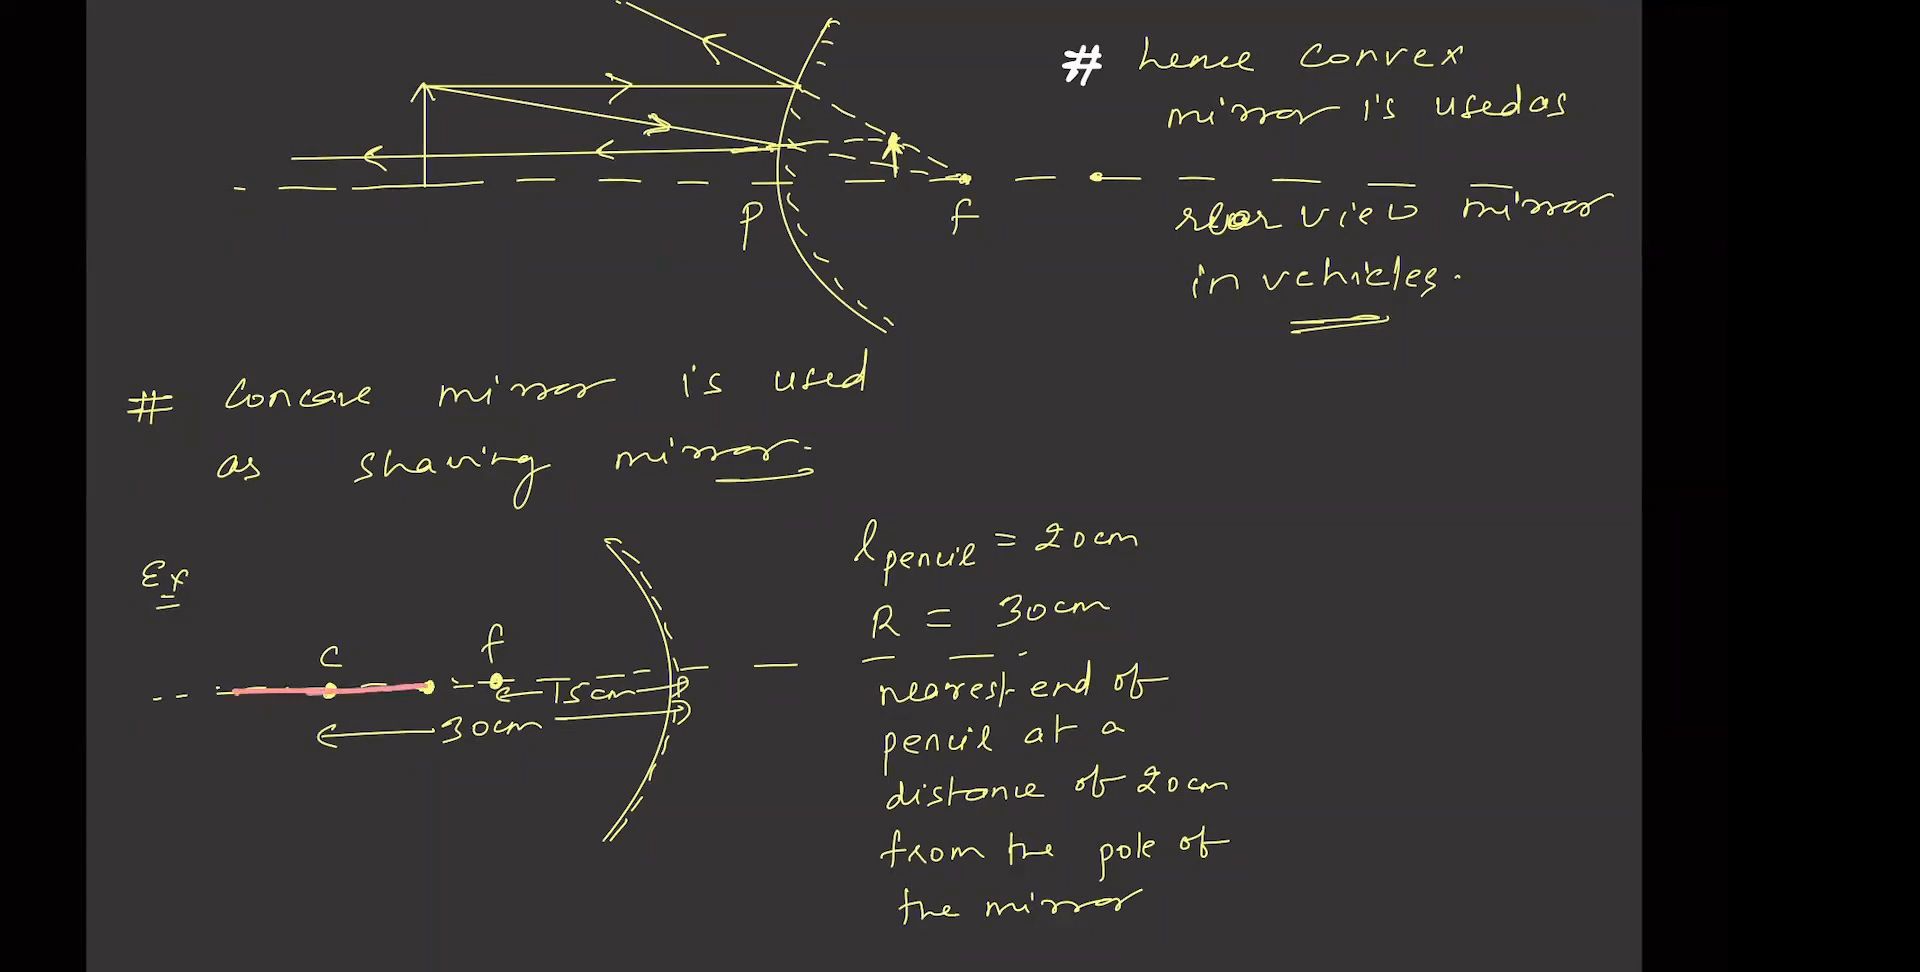 # hence convex
mirror is used as
rear view mirror
in vehicles.
P
f
# Concave mirror is used
as shaving mirror.
Ex
l pencil = 20cm
R = 30cm
C
f
15cm
P
30cm
nearest end of
pencil at a
distance of 20cm
from the pole of
the mirror